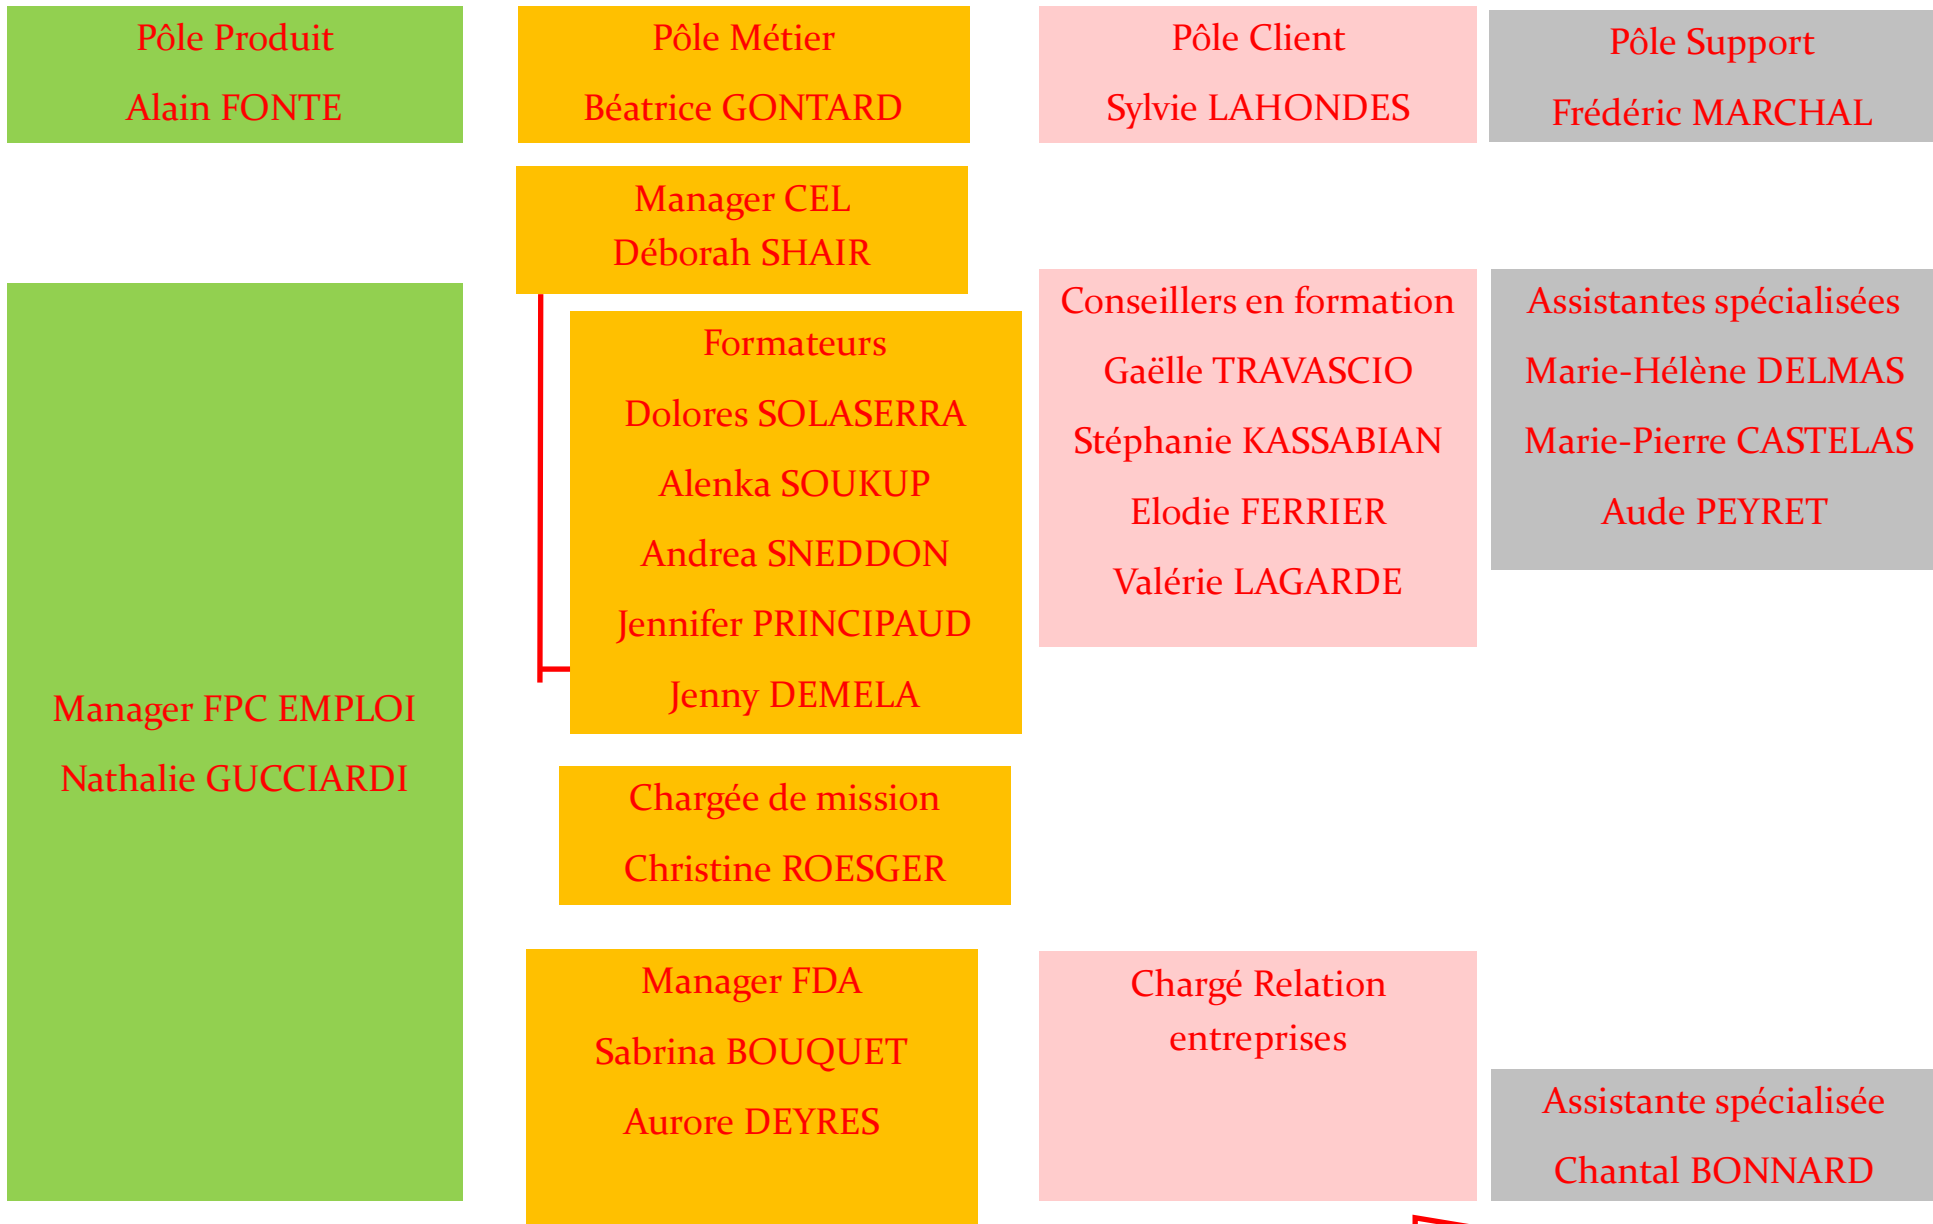 Pôle Produit
Alain FONTE
Pôle Métier
Béatrice GONTARD
Pôle Client
Sylvie LAHONDES
Pôle Support
Frédéric MARCHAL
Manager FPC EMPLOI
Nathalie GUCCIARDI
Manager CEL
Déborah SHAIR
Formateurs
Dolores SOLASERRA
Alenka SOUKUP
Andrea SNEDDON
Jennifer PRINCIPAUD
Jenny DEMELA
Chargée de mission
Christine ROESGER
Manager FDA
Sabrina BOUQUET
Aurore DEYRES
Conseillers en formation
Gaëlle TRAVASCIO
Stéphanie KASSABIAN
Elodie FERRIER
Valérie LAGARDE
Chargé Relation
entreprises
Assistantes spécialisées
Marie-Hélène DELMAS
Marie-Pierre CASTELAS
Aude PEYRET
Assistante spécialisée
Chantal BONNARD